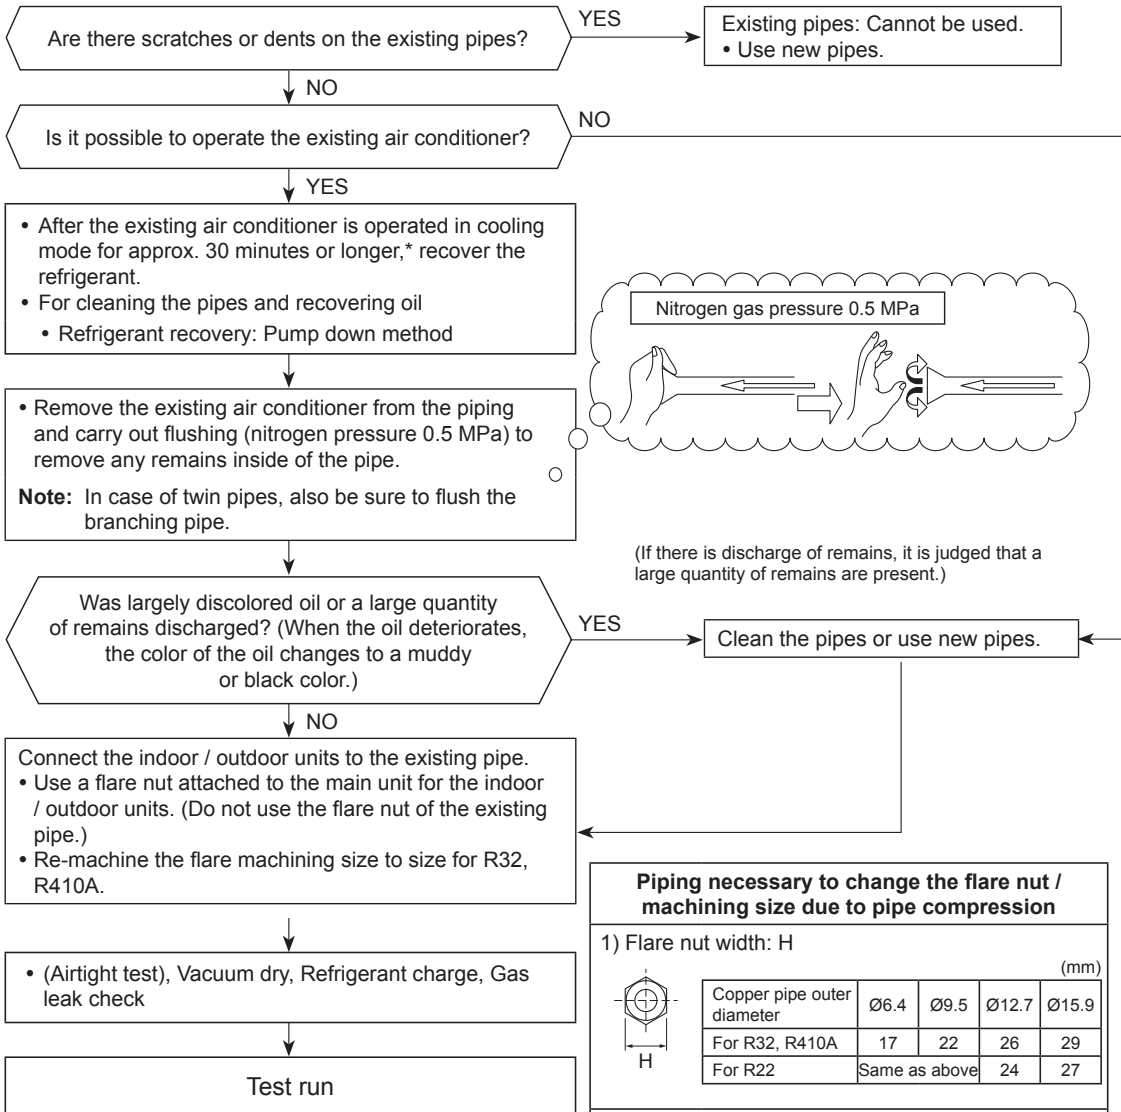 Are there scratches or dents on the existing pipes?
YES
Existing pipes: Cannot be used.
• Use new pipes.
NO
Is it possible to operate the existing air conditioner?
NO
YES
• After the existing air conditioner is operated in cooling
mode for approx. 30 minutes or longer,* recover the
refrigerant.
• For cleaning the pipes and recovering oil
• Refrigerant recovery: Pump down method
Nitrogen gas pressure 0.5 MPa
• Remove the existing air conditioner from the piping
and carry out flushing (nitrogen pressure 0.5 MPa) to
remove any remains inside of the pipe.
Note: In case of twin pipes, also be sure to flush the
branching pipe.
(If there is discharge of remains, it is judged that a
large quantity of remains are present.)
Was largely discolored oil or a large quantity
of remains discharged? (When the oil deteriorates,
the color of the oil changes to a muddy
or black color.)
YES
Clean the pipes or use new pipes.
NO
Connect the indoor / outdoor units to the existing pipe.
• Use a flare nut attached to the main unit for the indoor
/ outdoor units. (Do not use the flare nut of the existing
pipe.)
• Re-machine the flare machining size to size for R32,
R410A.
• (Airtight test), Vacuum dry, Refrigerant charge, Gas
leak check
Test run
Piping necessary to change the flare nut /
machining size due to pipe compression
1) Flare nut width: H
(mm)
H
Copper pipe outer
diameter Ø6.4 Ø9.5 Ø12.7 Ø15.9
For R32, R410A 17 22 26 29
For R22 Same as above 24 27